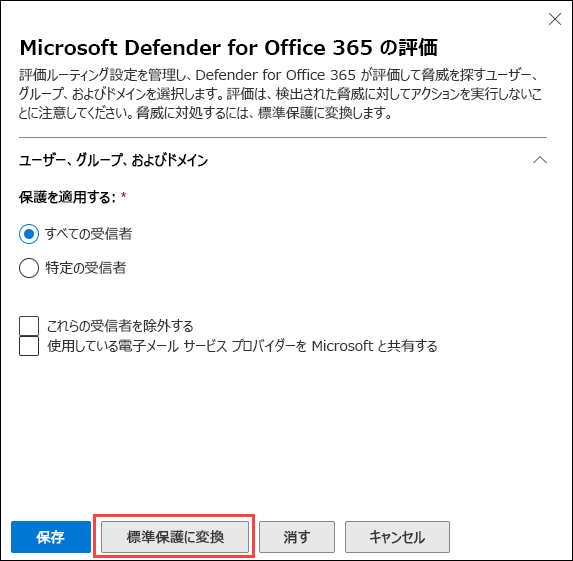 Microsoft Defender for Office 365 の評価
評価ルーティング設定を管理し、Defender for Office 365 が評価して脅威を探すユーザー、
グループ、およびドメインを選択します。評価は、検出された脅威に対してアクションを実行しないこ
とに注意してください。脅威に対処するには、標準保護に変換します。
ユーザー、グループ、およびドメイン
保護を適用する: *
すべての受信者
特定の受信者
これらの受信者を除外する
使用している電子メール サービス プロバイダーを Microsoft と共有する
保存 標準保護に変換 消す キャンセル